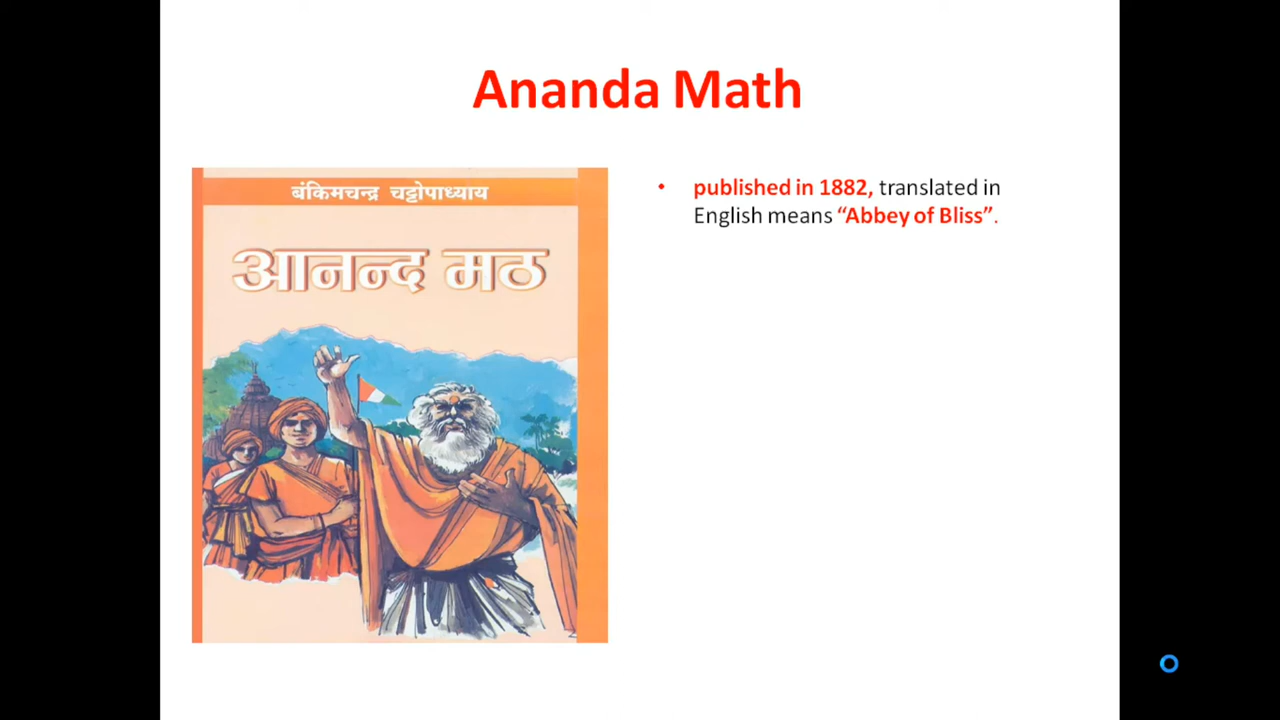 Ananda Math
बंकिमचन्द्र चट्टोपाध्याय
आनन्द मठ
• published in 1882, translated in
English means “Abbey of Bliss”.